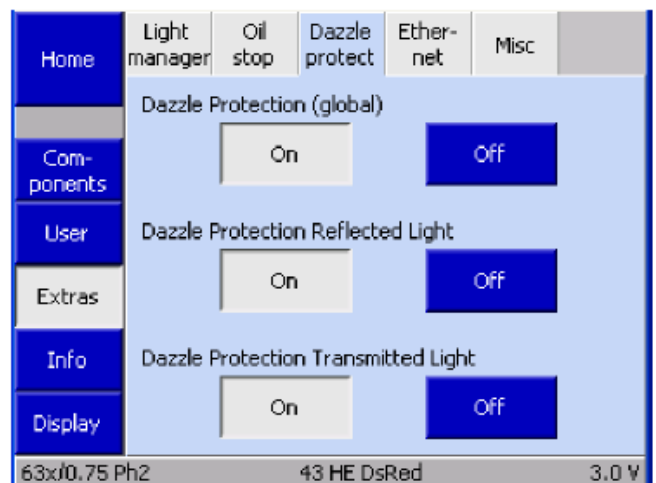 Home
Light manager
Oil stop
Dazzle protect
Ether-net
Misc
Com-ponents
User
Extras
Info
Display
Dazzle Protection (global)
On Off
Dazzle Protection Reflected Light
On Off
Dazzle Protection Transmitted Light
On Off
63x/0.75 Ph2 43 HE DsRed 3.0 V